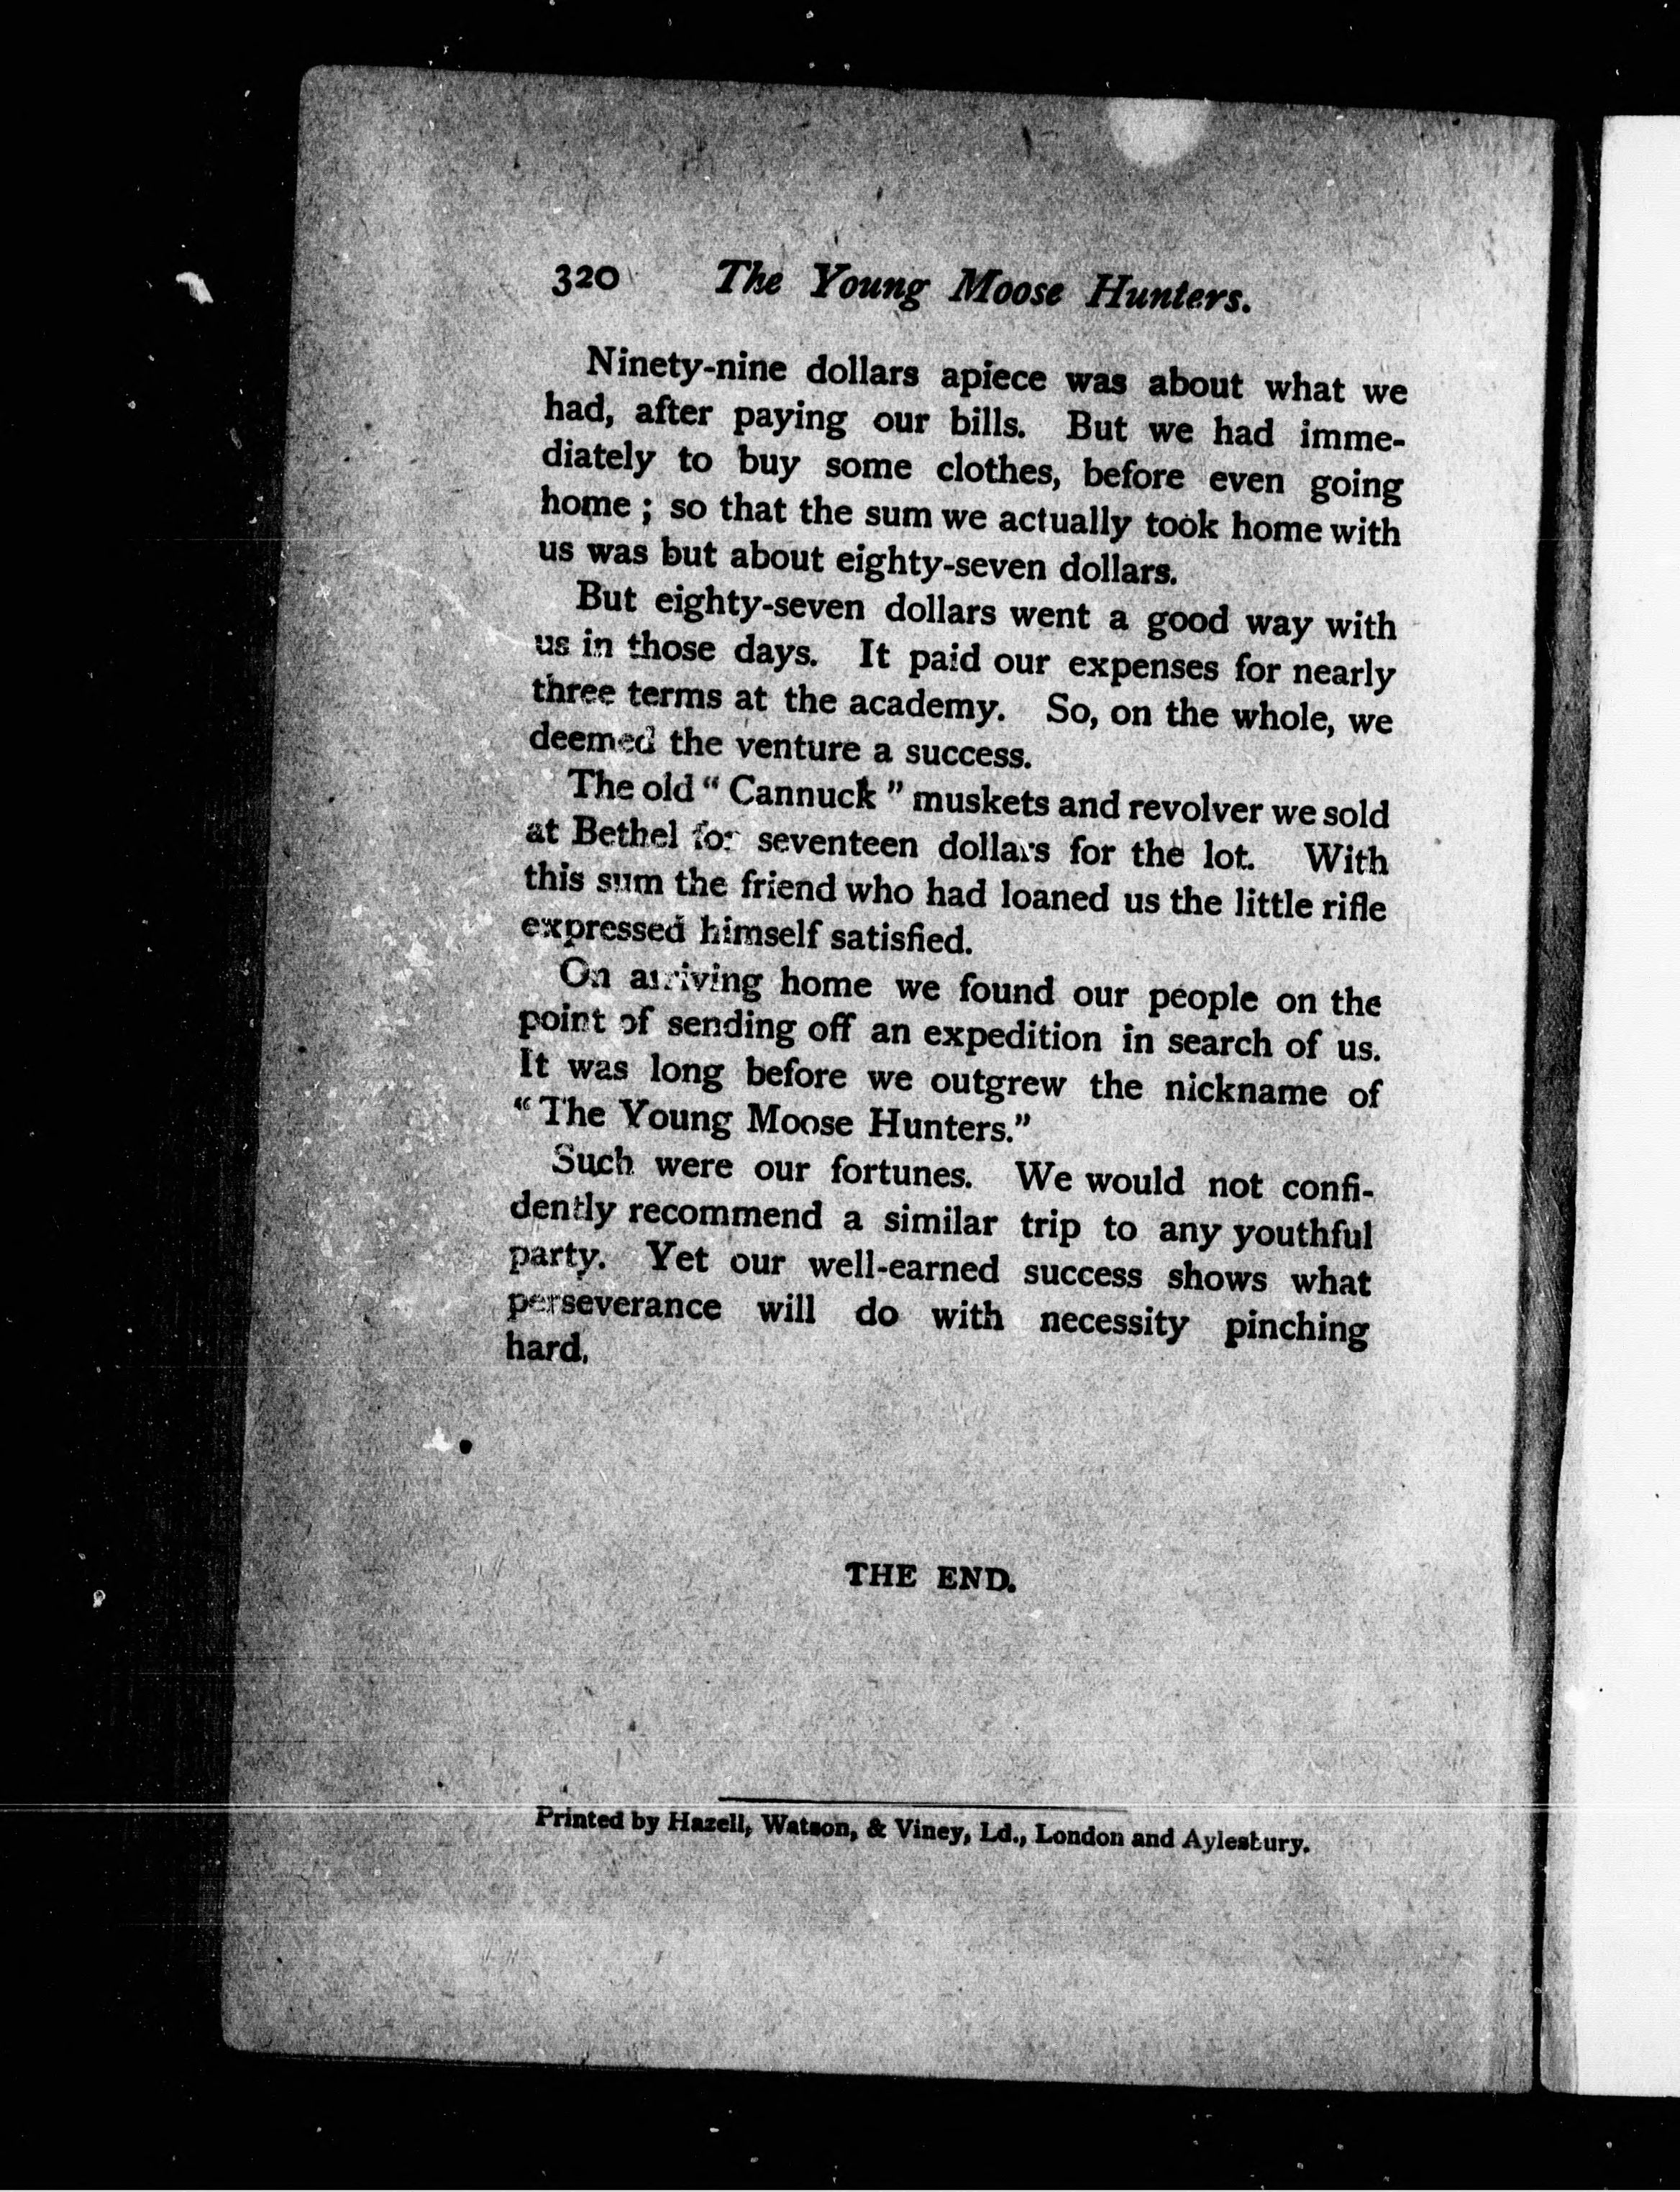 320 The Young Moose Hunters.
Ninety-nine dollars apiece was about what we
had, after paying our bills. But we had imme-
diately to buy some clothes, before even going
home ; so that the sum we actually took home with
us was but about eighty-seven dollars.
But eighty-seven dollars went a good way with
us in those days. It paid our expenses for nearly
three terms at the academy. So, on the whole, we
deemed the venture a success.
The old “ Cannuck ” muskets and revolver we sold
at Bethel for seventeen dollars for the lot. With
this sum the friend who had loaned us the little rifle
expressed himself satisfied.
On arriving home we found our people on the
point of sending off an expedition in search of us.
It was long before we outgrew the nickname of
“ The Young Moose Hunters.”
Such were our fortunes. We would not confi-
dently recommend a similar trip to any youthful
party. Yet our well-earned success shows what
perseverance will do with necessity pinching
hard.
THE END.
Printed by Hazell, Watson, & Viney, Ld., London and Aylesbury.